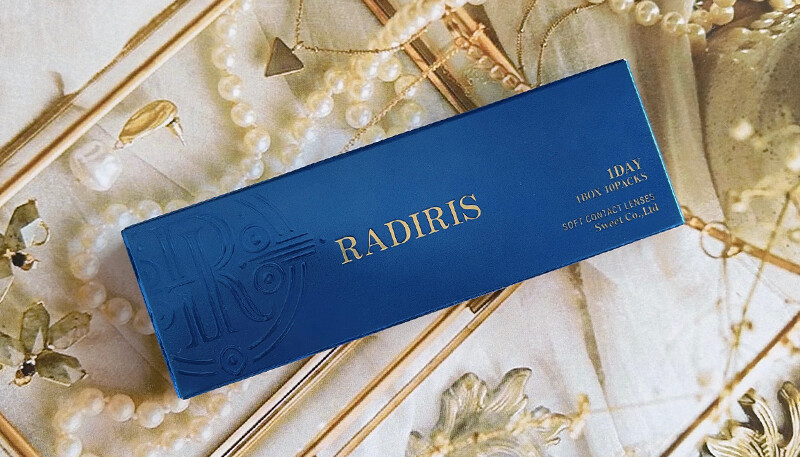 RADIRIS
1DAY
1BOX 10PACKS
SOFT CONTACT LENSES
Sweet Co.,Ltd